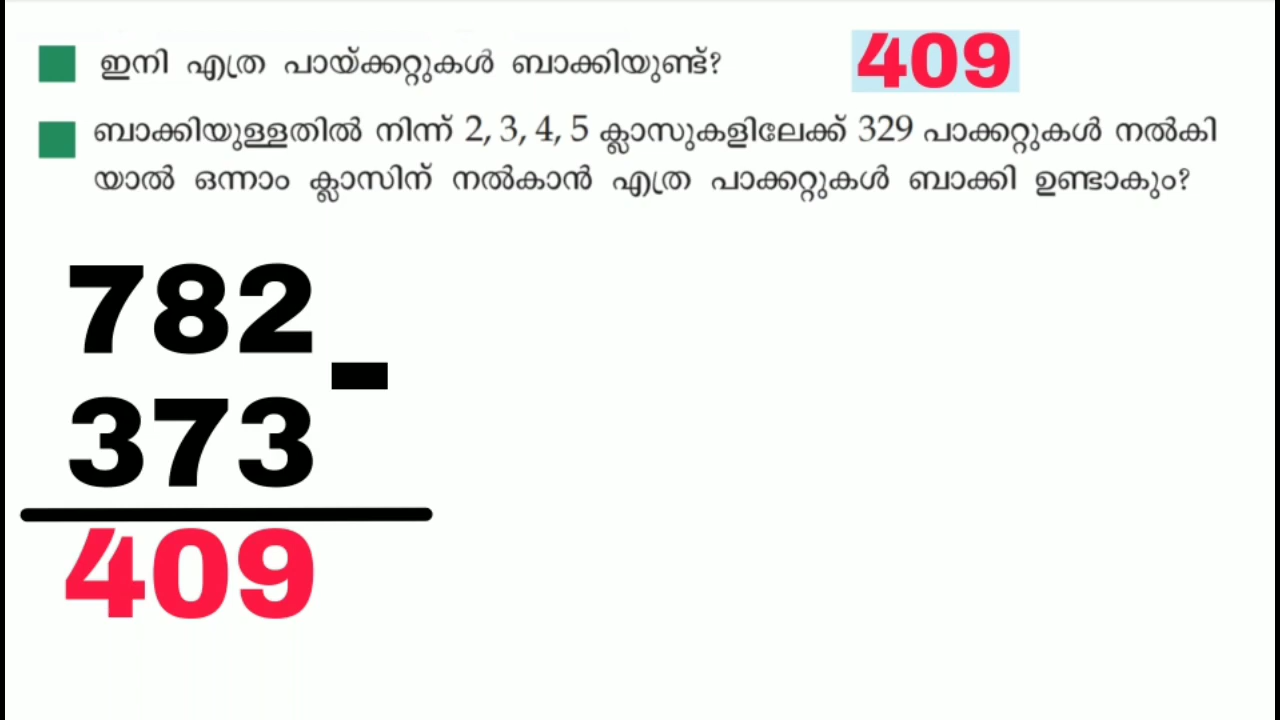 ഇനി എത്ര പായ്ക്കറ്റുകൾ ബാക്കിയുണ്ട്? 409
ബാക്കിയുള്ളതിൽ നിന്ന് 2, 3, 4, 5 ക്ലാസുകളിലേക്ക് 329 പാക്കറ്റുകൾ നൽകി
യാൽ ഒന്നാം ക്ലാസിന് നൽകാൻ എത്ര പാക്കറ്റുകൾ ബാക്കി ഉണ്ടാകും?
782
-
373
409